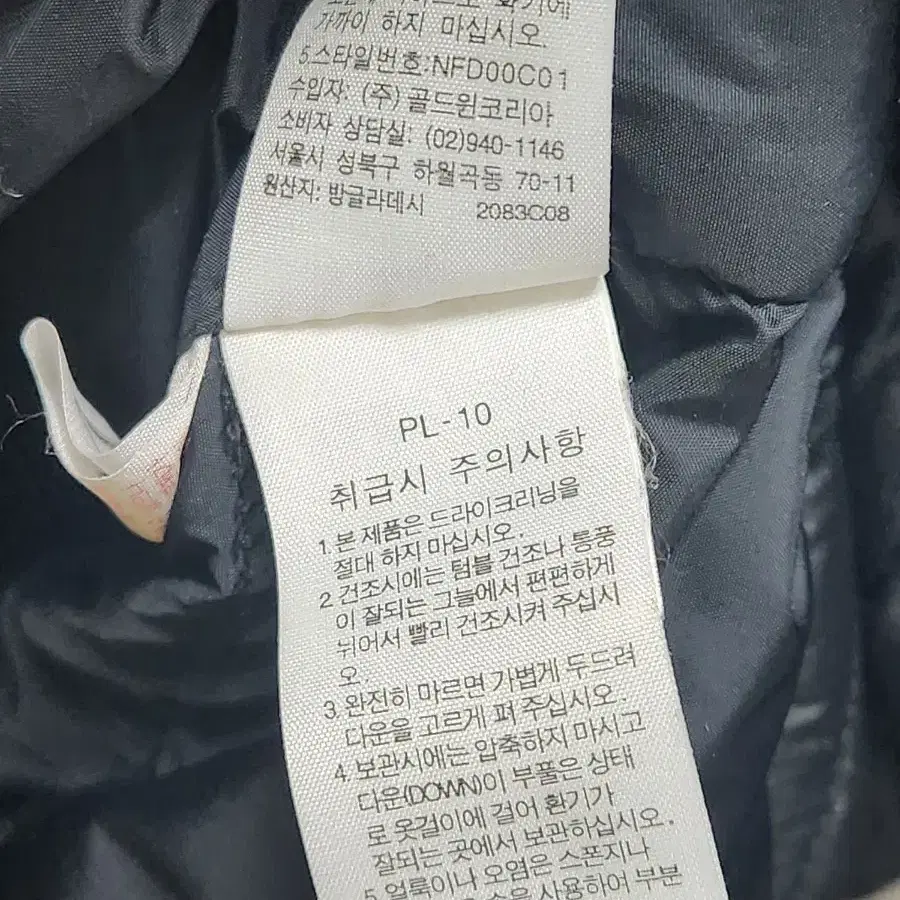 화기에
가까이 하지 마십시오.
5.스타일번호:NFD00C01
수입자: (주) 골드윈코리아
소비자 상담실: (02)940-1146
서울시 성북구 하월곡동 70-11
원산지: 방글라데시 2083C08
PL-10
취급시 주의사항
1.본 제품은 드라이크리닝을
절대 하지 마십시오.
2.건조시에는 텀블 건조나 통풍
이 잘되는 그늘에서 편편하게
뉘어서 빨리 건조시켜 주십시
오.
3.완전히 마르면 가볍게 두드려
다운을 고르게 펴 주십시오.
4.보관시에는 압축하지 마시고
다운(DOWN)이 부풀은 상태
로 옷걸이에 걸어 환기가
잘되는 곳에서 보관하십시오.
5.얼룩이나 오염은 스폰지나
사용하여 부분